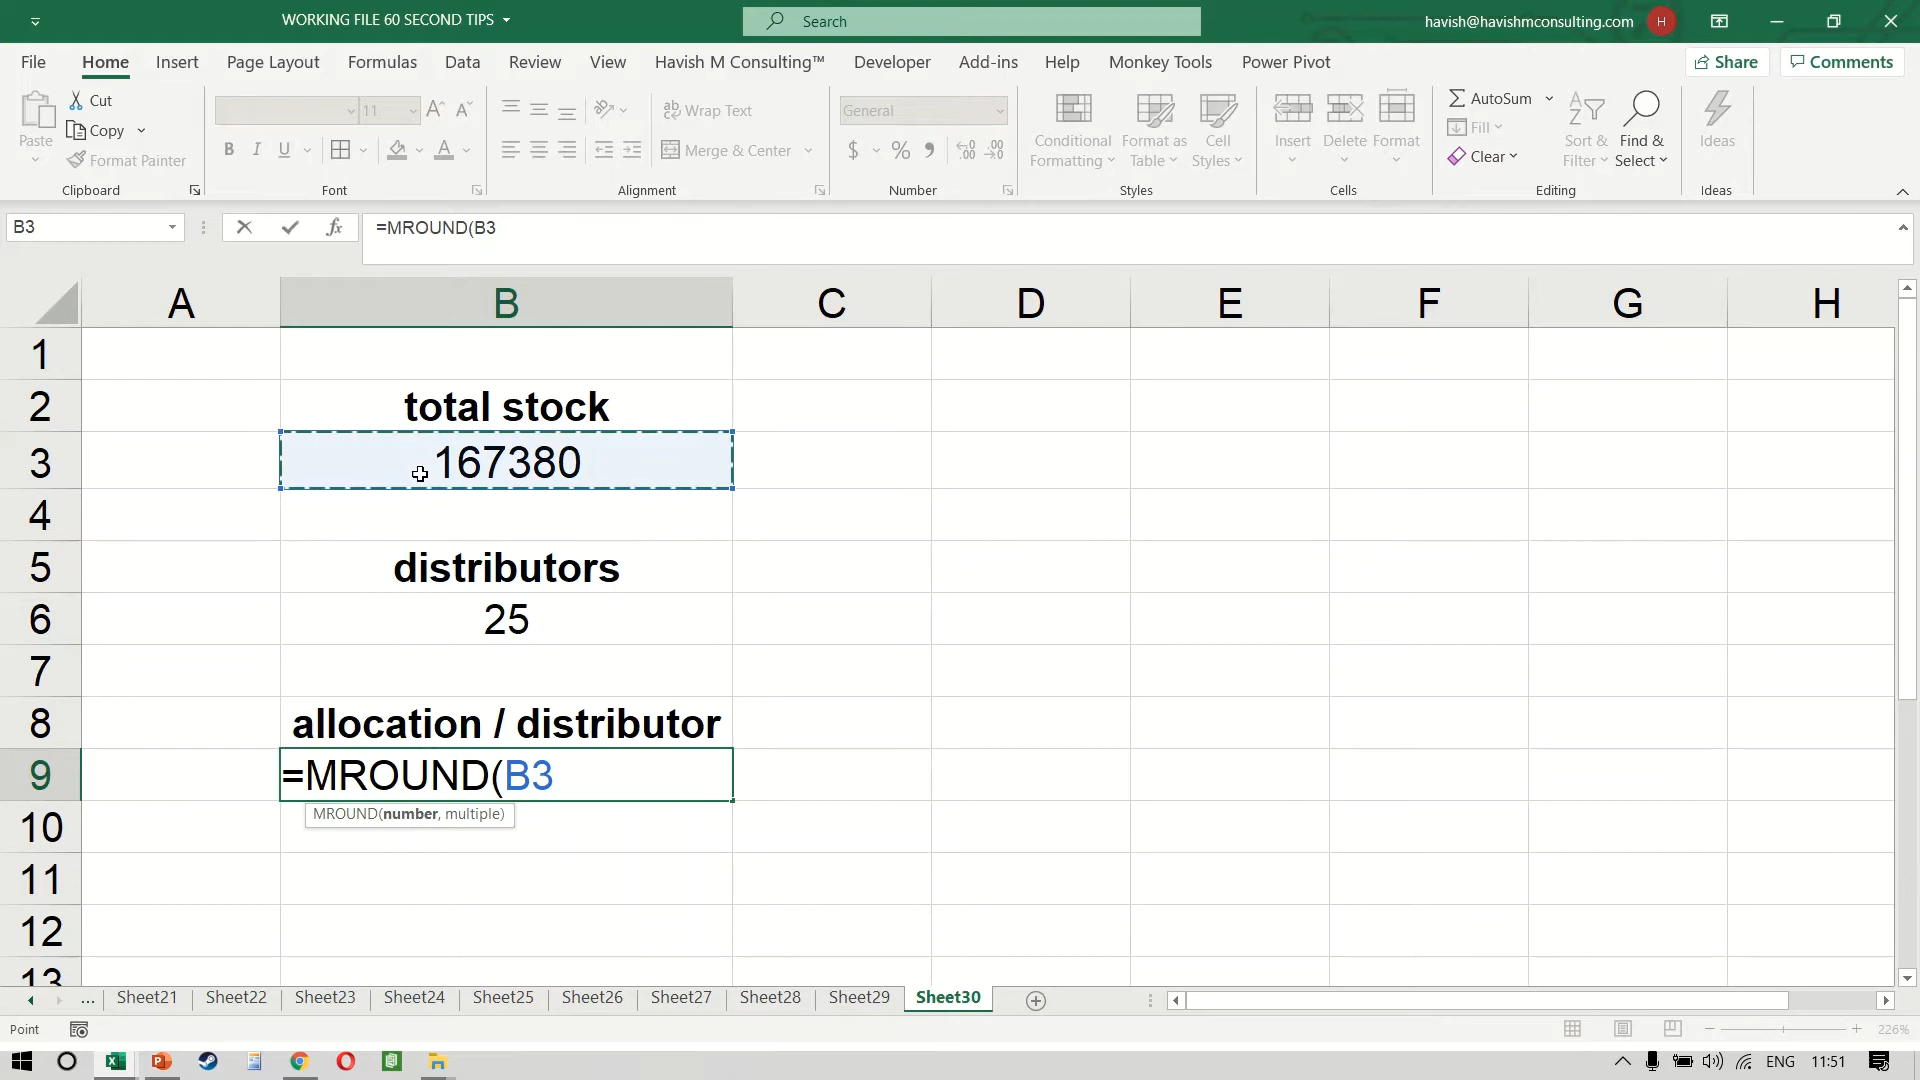 WORKING FILE 60 SECOND TIPS
Search
havish@havishmconsulting.com
H
File
Home
Insert
Page Layout
Formulas
Data
Review
View
Havish M Consulting™
Developer
Add-ins
Help
Monkey Tools
Power Pivot
Share
Comments
Paste
Cut
Copy
Format Painter
Clipboard
11
B I U
Font
Wrap Text
Merge & Center
Alignment
General
Number
Conditional
Formatting
Format as
Table
Cell
Styles
Styles
Insert
Delete
Format
Cells
AutoSum
Fill
Clear
Sort &
Filter
Find &
Select
Editing
Ideas
Ideas
B3
fx
=MROUND(B3
A B C D E F G H
1
2 total stock
3 167380
4
5 distributors
6 25
7
8 allocation / distributor
9 =MROUND(B3
MROUND(number, multiple)
10
11
12
13
... Sheet21 Sheet22 Sheet23 Sheet24 Sheet25 Sheet26 Sheet27 Sheet28 Sheet29 Sheet30
Point
226%
ENG
11:51